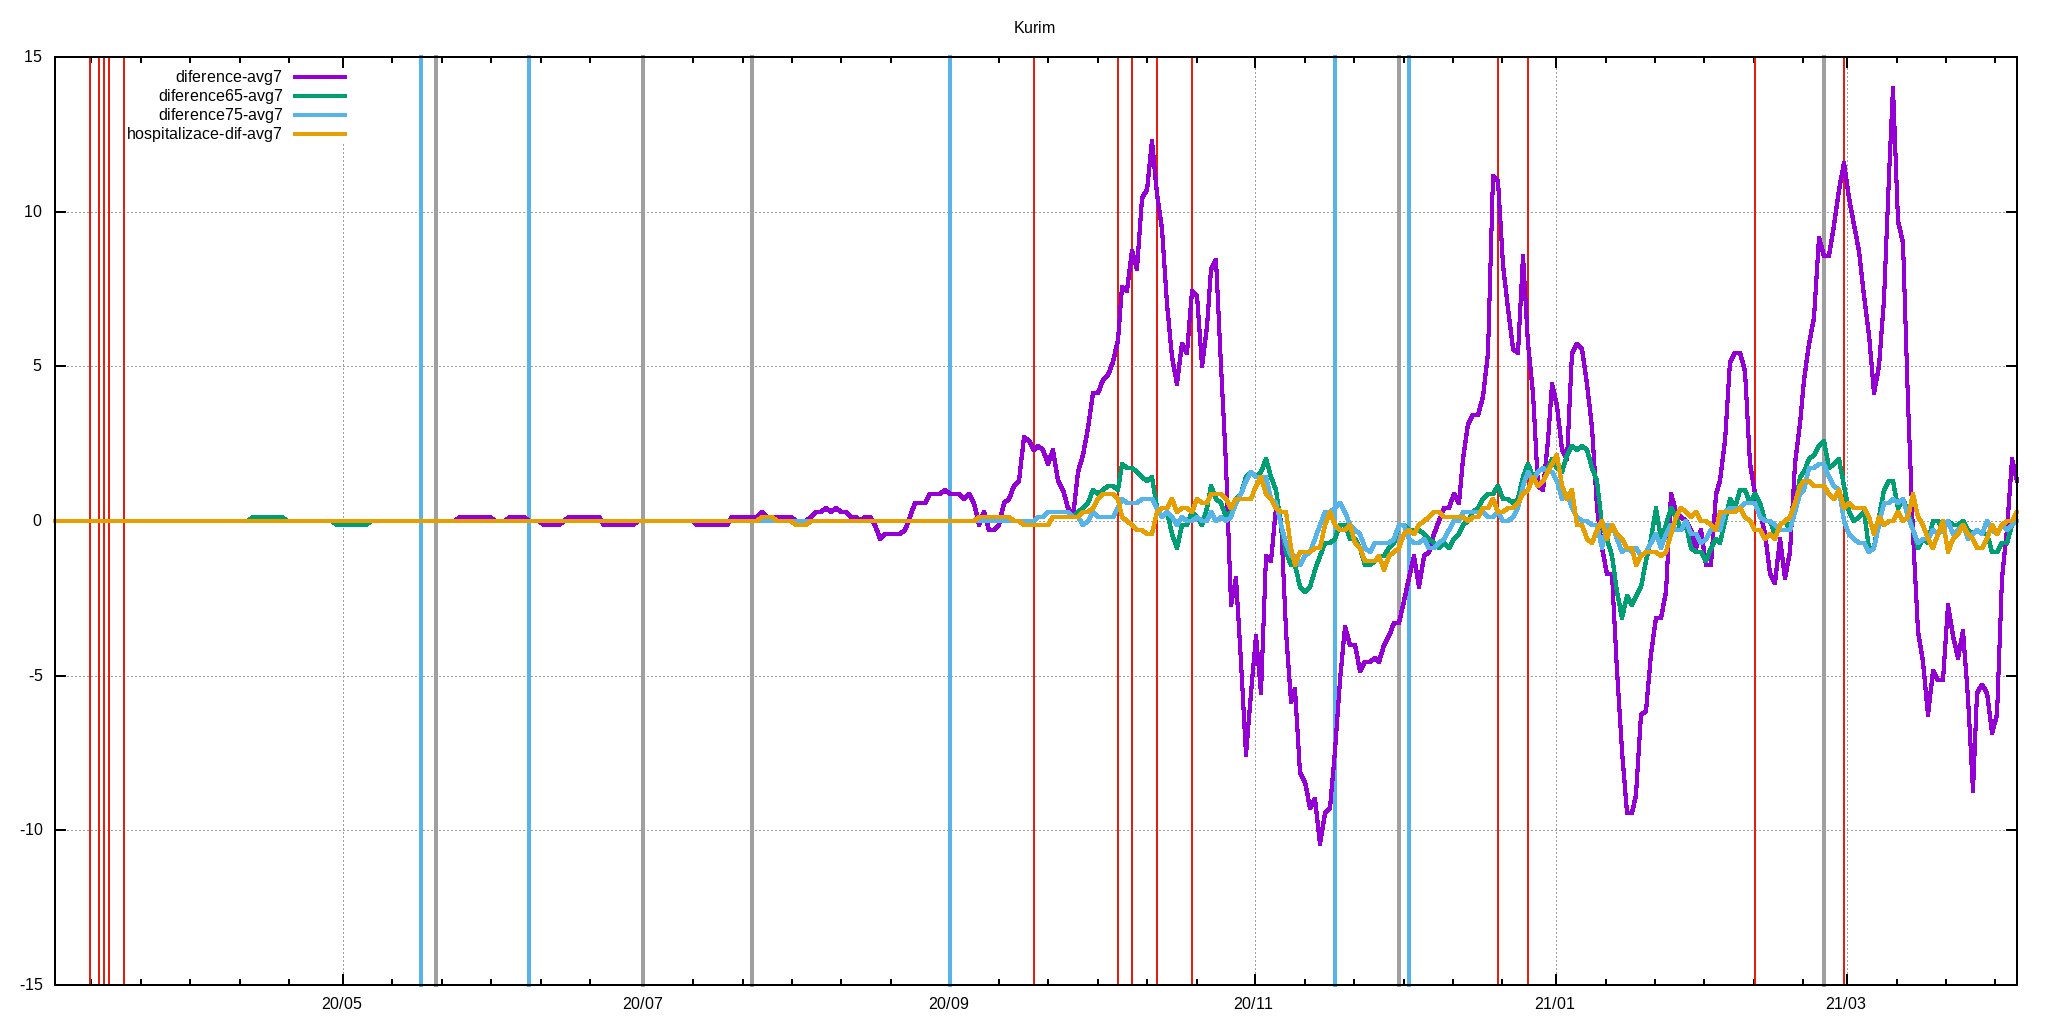 Kurim
15
diference-avg7
diference65-avg7
diference75-avg7
hospitalizace-dif-avg7
10
5
0
-5
-10
-15
20/05 20/07 20/09 20/11 21/01 21/03